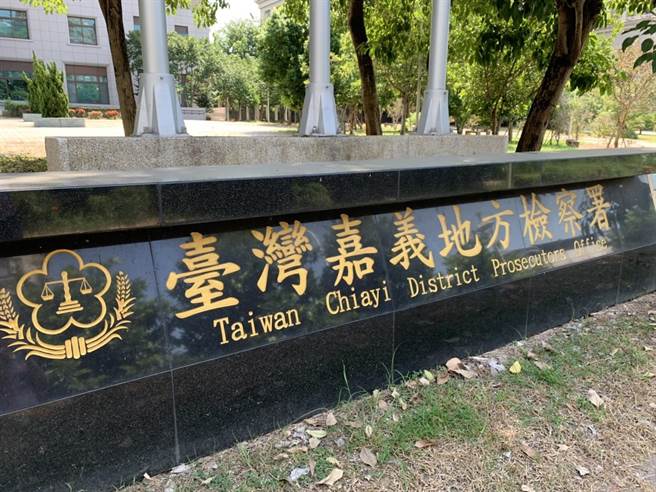 臺灣嘉義地方檢察署
Taiwan Chiayi District Prosecutors Office